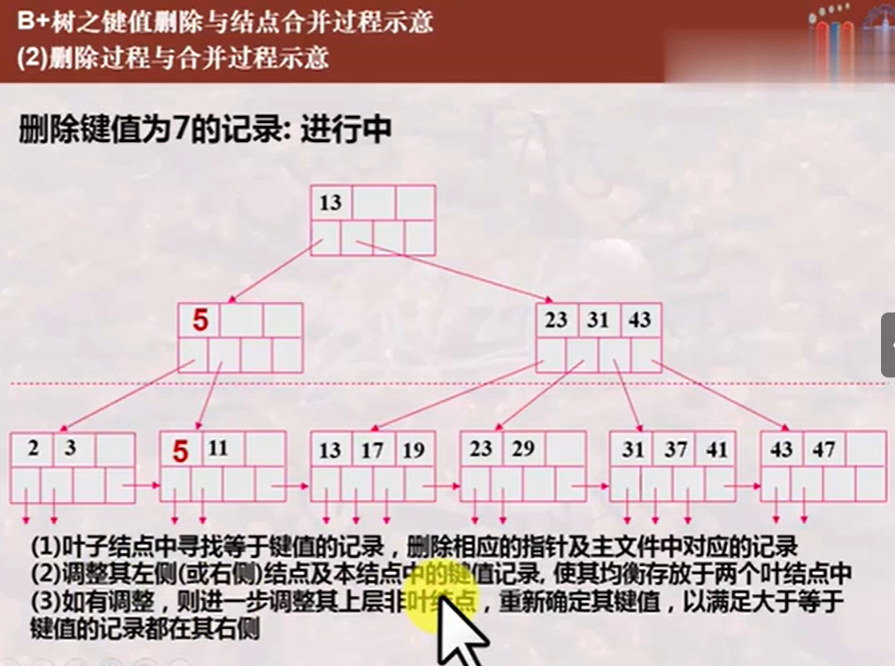 B+树之键值删除与结点合并过程示意
(2)删除过程与合并过程示意
删除键值为7的记录: 进行中
13
5
23 31 43
2 3
5 11
13 17 19
23 29
31 37 41
43 47
(1)叶子结点中寻找等于键值的记录，删除相应的指针及主文件中对应的记录
(2)调整其左侧(或右侧)结点及本结点中的键值记录, 使其均衡存放于两个叶结点中
(3)如有调整，则进一步调整其上层非叶结点，重新确定其键值，以满足大于等于
键值的记录都在其右侧